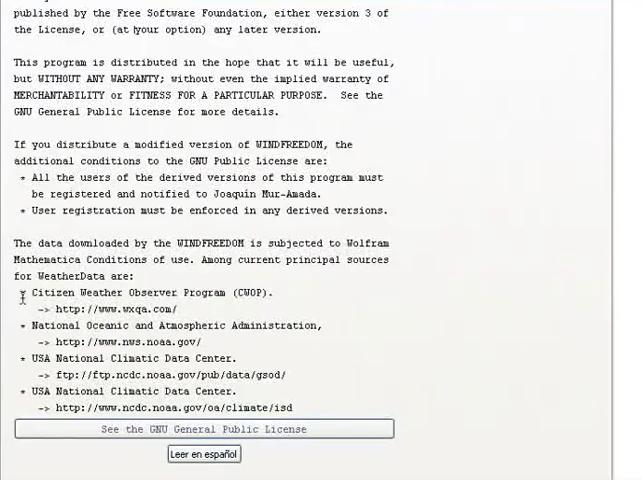 published by the Free Software Foundation, either version 3 of
the License, or (at your option) any later version.
This program is distributed in the hope that it will be useful,
but WITHOUT ANY WARRANTY; without even the implied warranty of
MERCHANTABILITY or FITNESS FOR A PARTICULAR PURPOSE. See the
GNU General Public License for more details.
If you distribute a modified version of WINDFREEDOM, the
additional conditions to the GNU Public License are:
* All the users of the derived versions of this program must
be registered and notified to Joaquin Mur-Amada.
* User registration must be enforced in any derived versions.
The data downloaded by the WINDFREEDOM is subjected to Wolfram
Mathematica Conditions of use. Among current principal sources
for WeatherData are:
* Citizen Weather Observer Program (CWOP).
-> http://www.wxqa.com/
* National Oceanic and Atmospheric Administration,
-> http://www.nws.noaa.gov/
* USA National Climatic Data Center.
-> ftp://ftp.ncdc.noaa.gov/pub/data/gsod/
* USA National Climatic Data Center.
-> http://www.ncdc.noaa.gov/oa/climate/isd
See the GNU General Public License
Leer en español